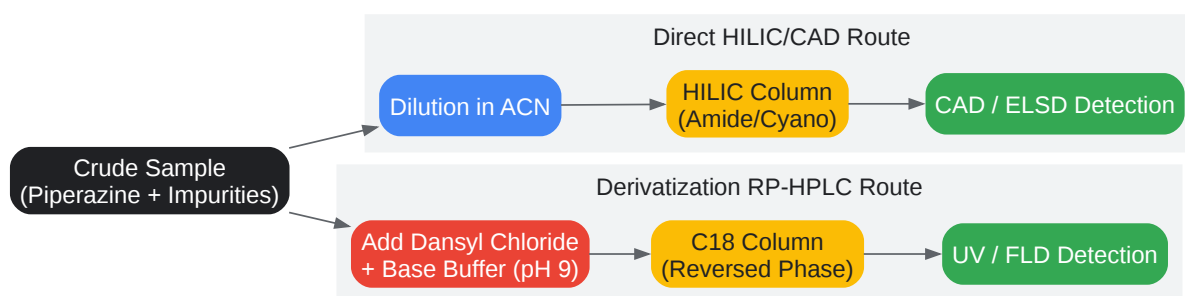 Direct HILIC/CAD Route
Dilution in ACN
HILIC Column
(Amide/Cyano)
CAD / ELSD Detection
Crude Sample
(Piperazine + Impurities)
Derivatization RP-HPLC Route
Add Dansyl Chloride
+ Base Buffer (pH 9)
C18 Column
(Reversed Phase)
UV / FLD Detection